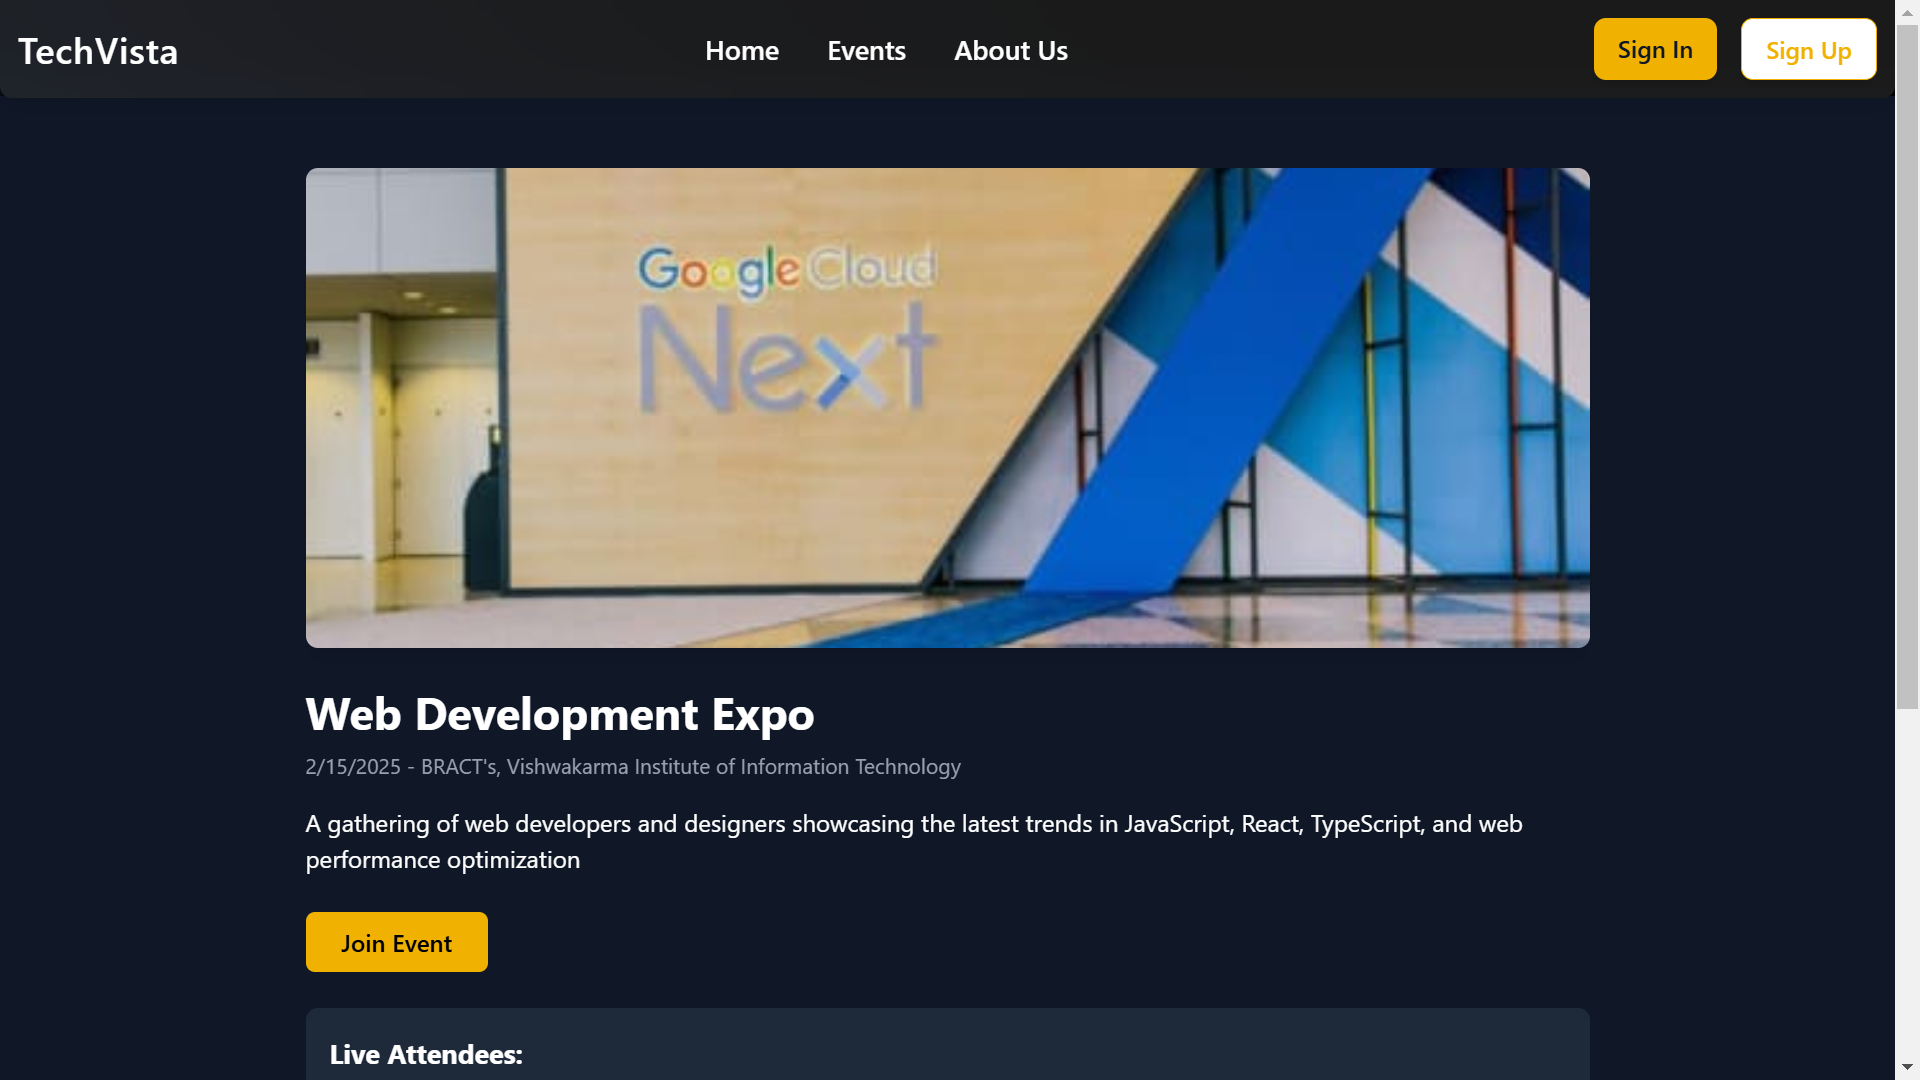 TechVista
Home
Events
About Us
Sign In
Sign Up
Google Cloud
Next
Web Development Expo
2/15/2025 - BRACT's, Vishwakarma Institute of Information Technology
A gathering of web developers and designers showcasing the latest trends in JavaScript, React, TypeScript, and web
performance optimization
Join Event
Live Attendees: